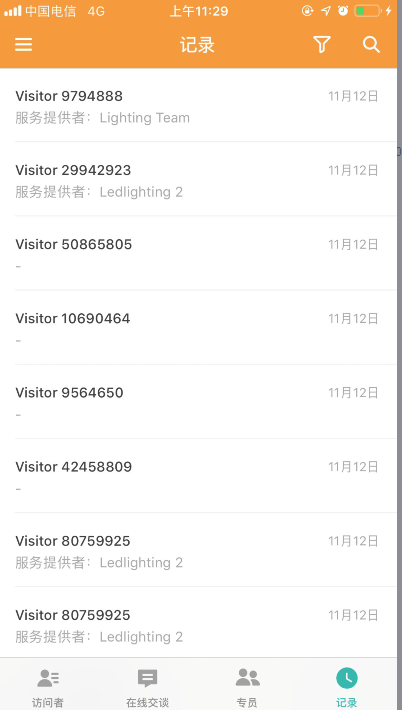 中国电信 4G 上午11:29
记录
Visitor 9794888 11月12日
服务提供者：Lighting Team
Visitor 29942923 11月12日
服务提供者：Ledlighting 2
Visitor 50865805 11月12日
-
Visitor 10690464 11月12日
-
Visitor 9564650 11月12日
-
Visitor 42458809 11月12日
-
Visitor 80759925 11月12日
服务提供者：Ledlighting 2
Visitor 80759925 11月12日
服务提供者：Ledlighting 2
访问者 在线交谈 专员 记录